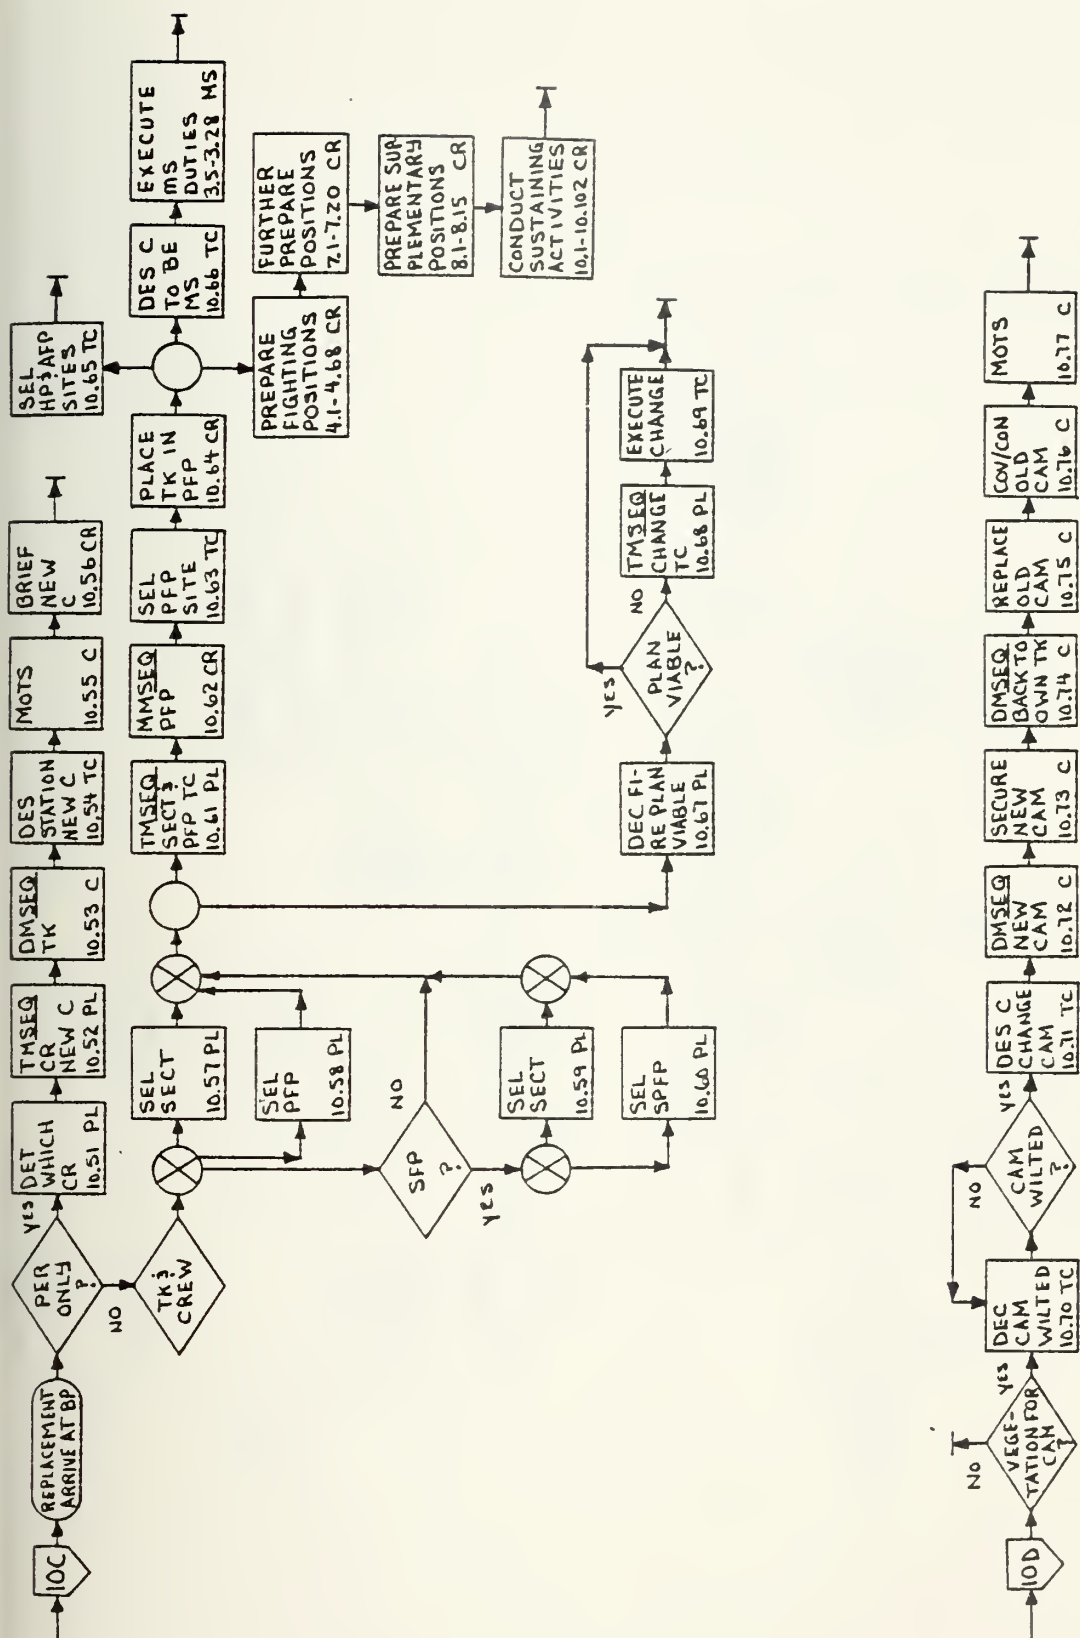 10C
REPLACEMENT
ARRIVE AT BP
PER
ONLY
?
YES
NO
DET
WHICH
CR
10.51 PL
TMSEQ
CR
NEW C
10.52 PL
DMSEQ
TK
10.53 C
DES
STATION
NEW C
10.54 TC
MOTS
10.55 C
BRIEF
NEW
C
10.56 CR
TK &
CREW
SEL
SECT
10.57 PL
SEL
PFP
10.58 PL
SFP
?
NO
YES
SEL
SECT
10.59 PL
SEL
SPFP
10.60 PL
TMSEQ
SECT &
PFP TC
10.61 PL
MMSEQ
PFP
10.62 CR
SEL
PFP
SITE
10.63 TC
PLACE
TK IN
PFP
10.64 CR
SEL
HP & AFP
SITES
10.65 TC
DES C
TO BE
MS
10.66 TC
EXECUTE
MS
DUTIES
3.5-3.28 MS
PREPARE
FIGHTING
POSITIONS
4.1-4.68 CR
FURTHER
PREPARE
POSITIONS
7.1-7.20 CR
PREPARE SUP
PLEMENTARY
POSITIONS
8.1-8.15 CR
CONDUCT
SUSTAINING
ACTIVITIES
10.1-10.102 CR
DEC FI-
RE PLAN
VIABLE
10.67 PL
PLAN
VIABLE
?
YES
NO
TMSEQ
CHANGE
TC
10.68 PL
EXECUTE
CHANGE
10.69 TC
10D
VEGE-
TATION FOR
CAM
?
NO
YES
DEC
CAM
WILTED
10.70 TC
CAM
WILTED
?
NO
YES
DES C
CHANGE
CAM
10.71 TC
DMSEQ
NEW
CAM
10.72 C
SECURE
NEW
CAM
10.73 C
DMSEQ
BACK TO
OWN TK
10.74 C
REPLACE
OLD
CAM
10.75 C
COV/CON
OLD
CAM
10.76 C
MOTS
10.77 C